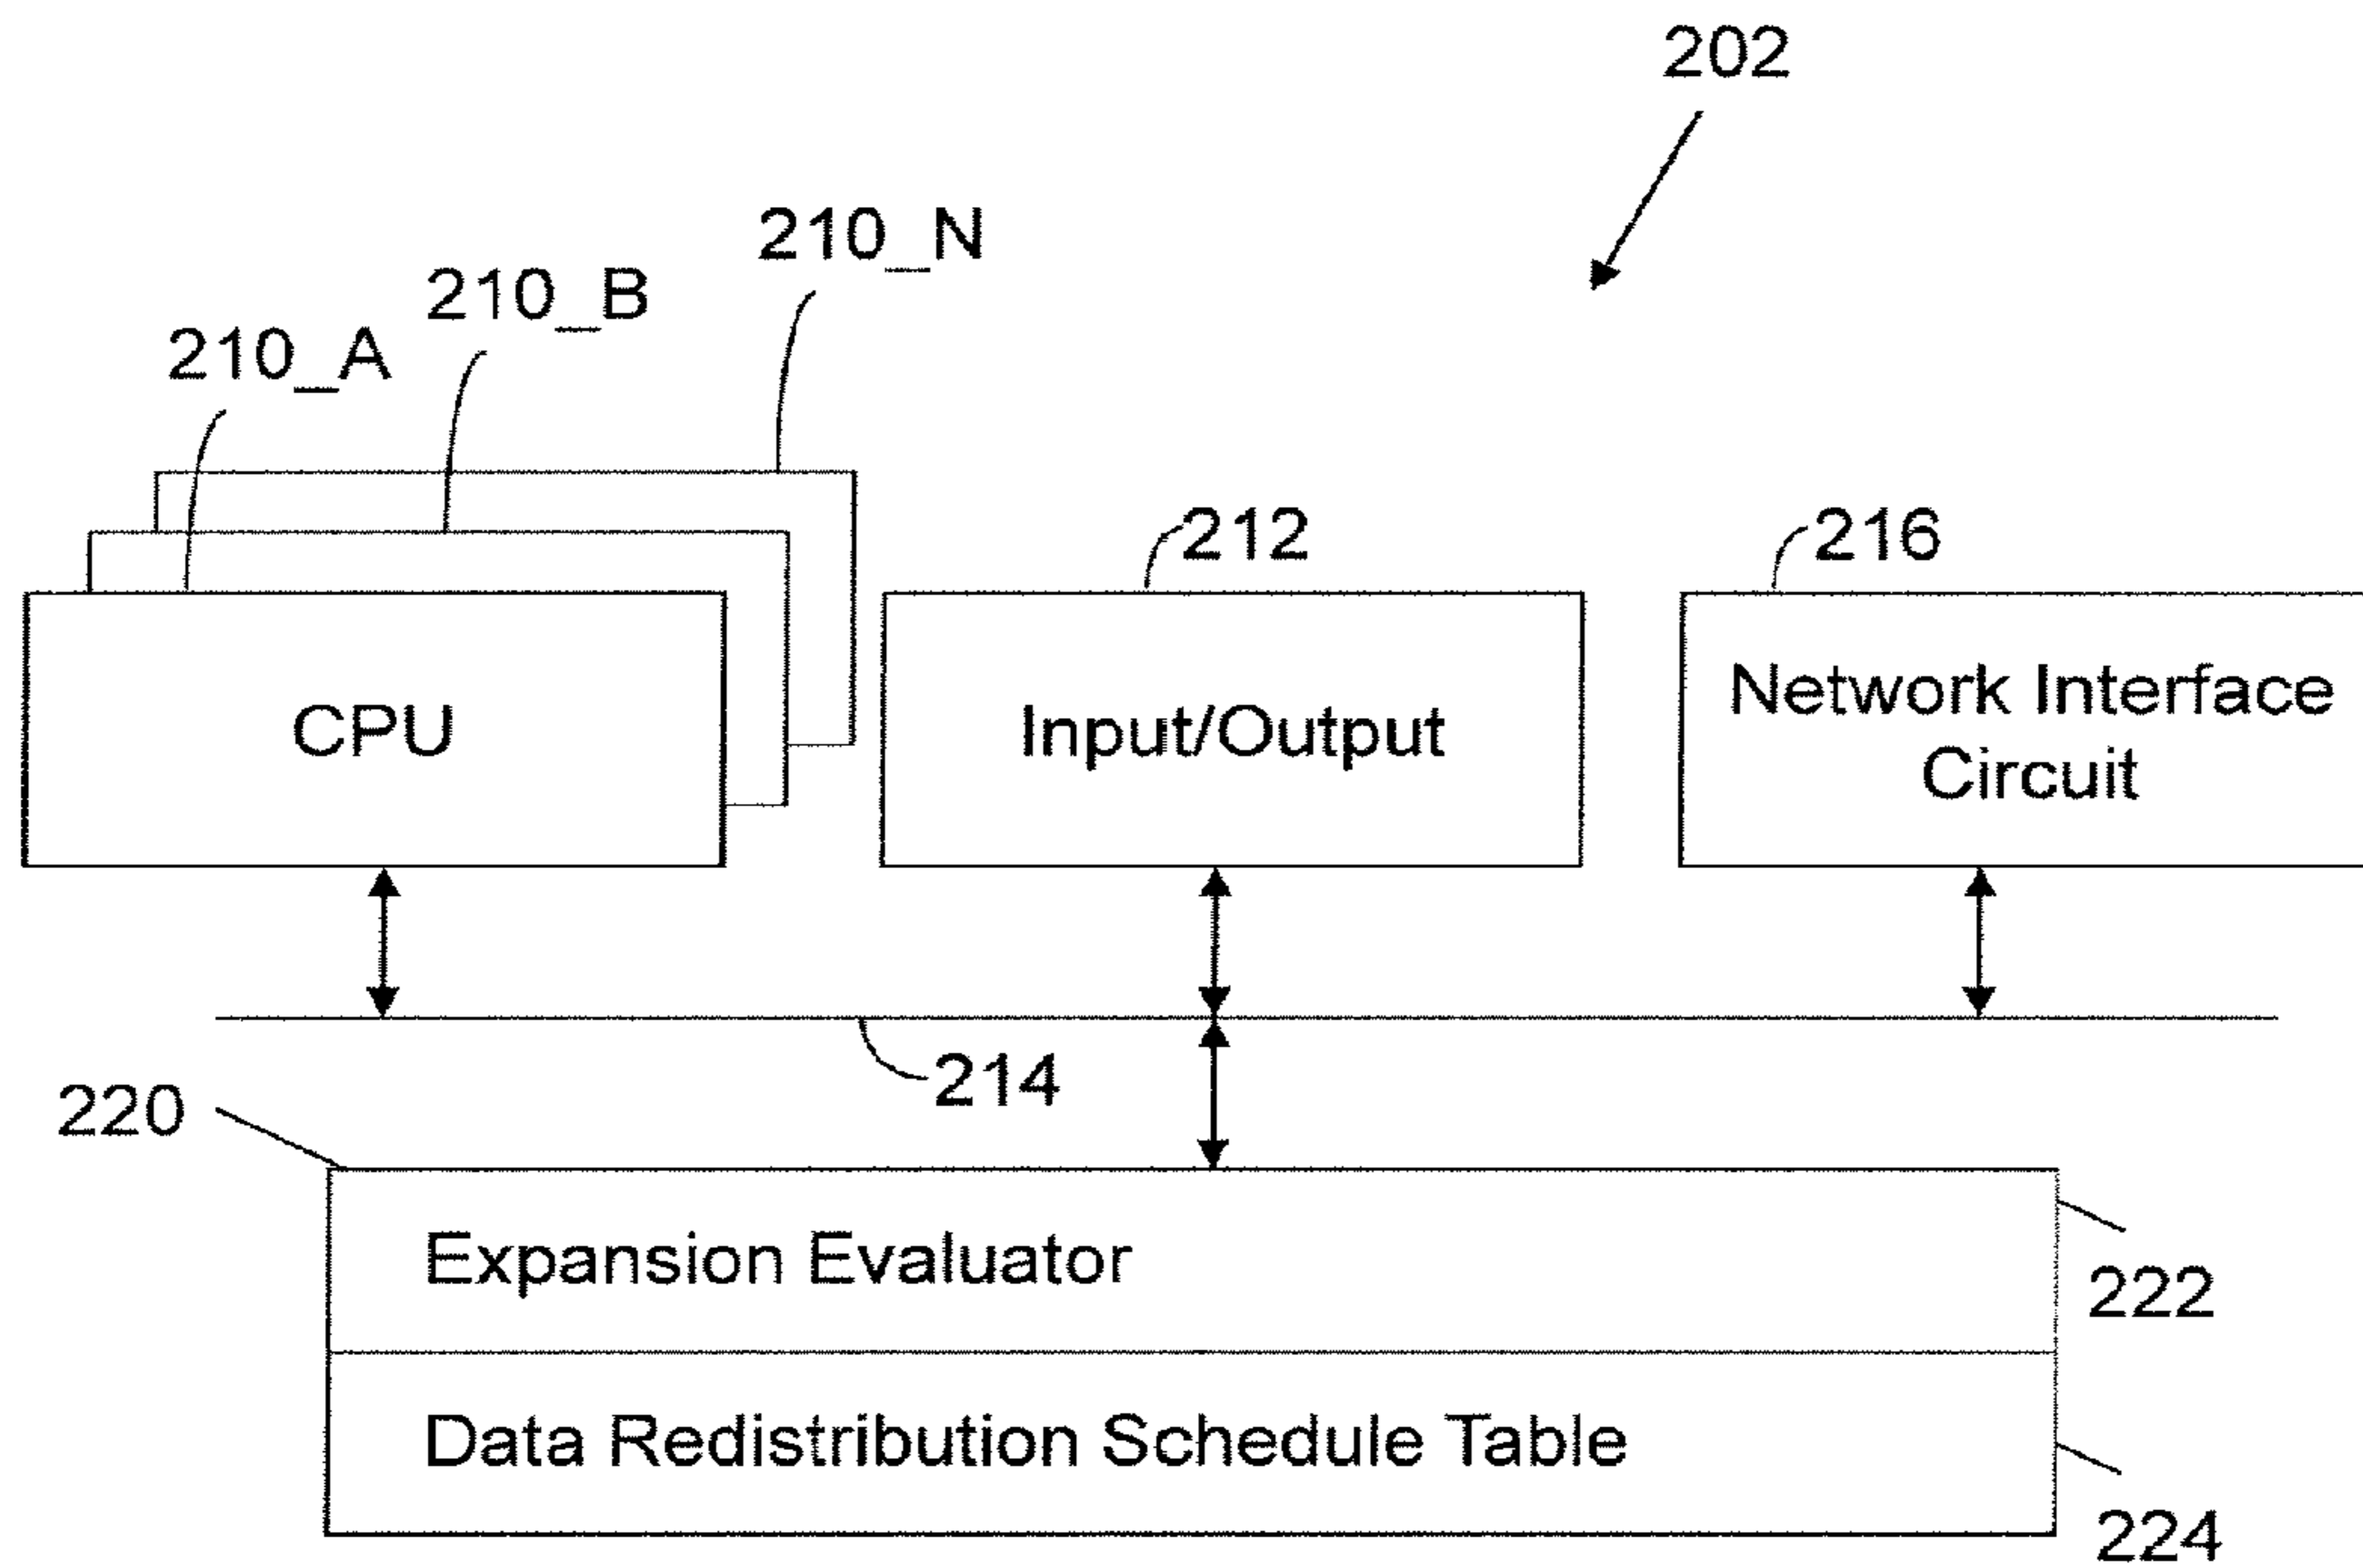 202
210_N
210_B
210_A
212
216
CPU
Input/Output
Network Interface
Circuit
214
220
Expansion Evaluator
222
Data Redistribution Schedule Table
224